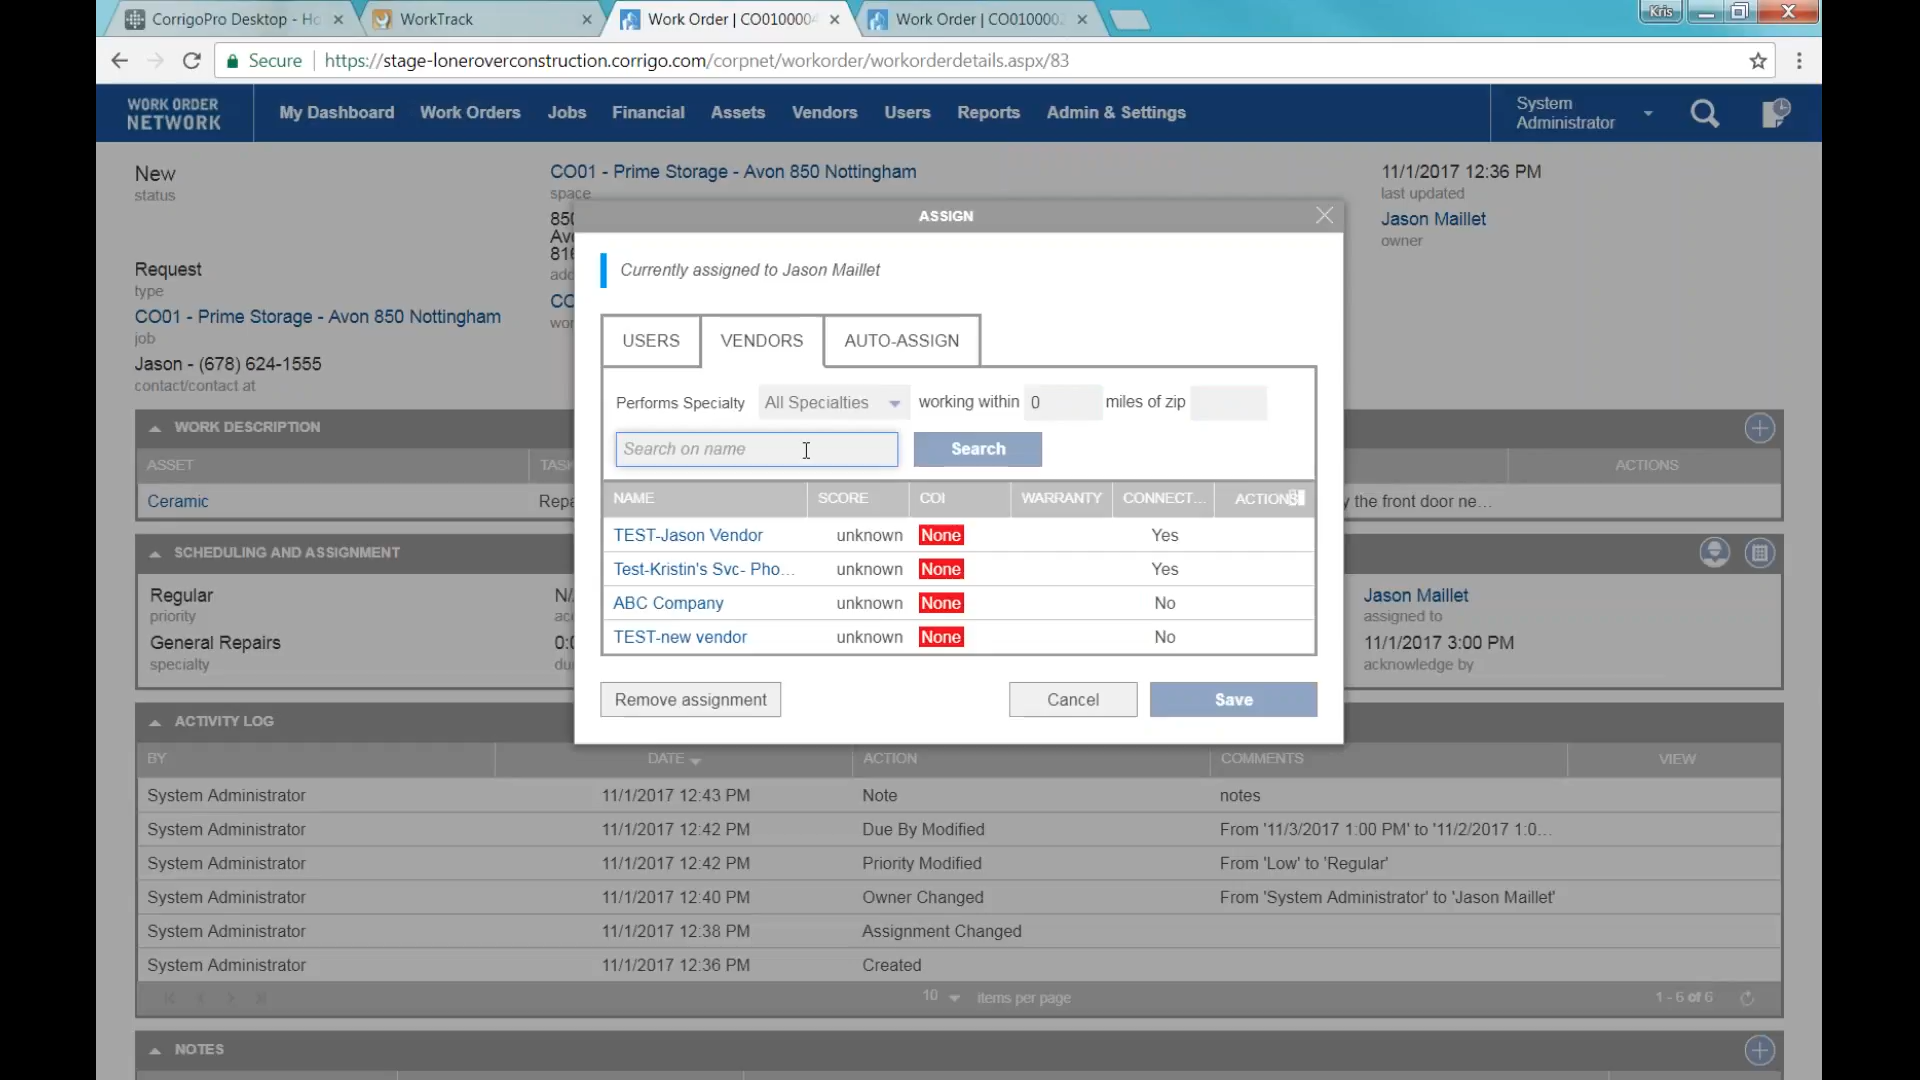 CorrigoPro Desktop - Ho
WorkTrack
Work Order | CO0100004
Work Order | CO0100002
Kris
Secure | https://stage-loneroverconstruction.corrigo.com/corpnet/workorder/workorderdetails.aspx/83
WORK ORDER
NETWORK
My Dashboard Work Orders Jobs Financial Assets Vendors Users Reports Admin & Settings
System
Administrator
New
status
CO01 - Prime Storage - Avon 850 Nottingham
space
11/1/2017 12:36 PM
last updated
Jason Maillet
owner
Request
type
CO01 - Prime Storage - Avon 850 Nottingham
job
Jason - (678) 624-1555
contact/contact at
ASSIGN
Currently assigned to Jason Maillet
USERS VENDORS AUTO-ASSIGN
Performs Specialty All Specialties working within 0 miles of zip
Search on name Search
NAME SCORE COI WARRANTY CONNECT... ACTIONS
TEST-Jason Vendor unknown None Yes
Test-Kristin's Svc- Pho... unknown None Yes
ABC Company unknown None No
TEST-new vendor unknown None No
Remove assignment Cancel Save
WORK DESCRIPTION
ASSET TASK ACTIONS
Ceramic Repa y the front door ne...
SCHEDULING AND ASSIGNMENT
Regular
priority
General Repairs
specialty
Jason Maillet
assigned to
11/1/2017 3:00 PM
acknowledge by
ACTIVITY LOG
BY DATE ACTION COMMENTS VIEW
System Administrator 11/1/2017 12:43 PM Note notes
System Administrator 11/1/2017 12:42 PM Due By Modified From '11/3/2017 1:00 PM' to '11/2/2017 1:0...
System Administrator 11/1/2017 12:42 PM Priority Modified From 'Low' to 'Regular'
System Administrator 11/1/2017 12:40 PM Owner Changed From 'System Administrator' to 'Jason Maillet'
System Administrator 11/1/2017 12:38 PM Assignment Changed
System Administrator 11/1/2017 12:36 PM Created
10 items per page 1 - 6 of 6
NOTES